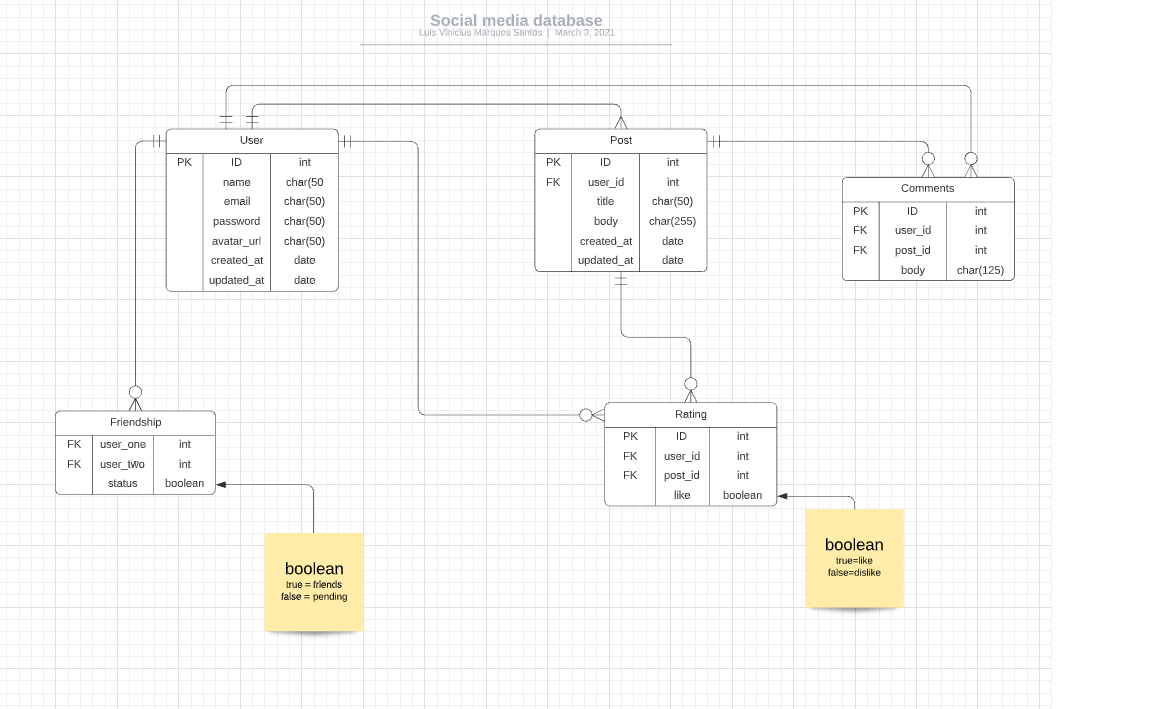 Social media database
Luis Vinicius Marques Santos | March 3, 2021
User
PK ID int
name char(50
email char(50)
password char(50)
avatar_url char(50)
created_at date
updated_at date
Post
PK ID int
FK user_id int
title char(50)
body char(255)
created_at date
updated_at date
Comments
PK ID int
FK user_id int
FK post_id int
body char(125)
Friendship
FK user_one int
FK user_two int
status boolean
Rating
PK ID int
FK user_id int
FK post_id int
like boolean
boolean
true = friends
false = pending
boolean
true=like
false=dislike